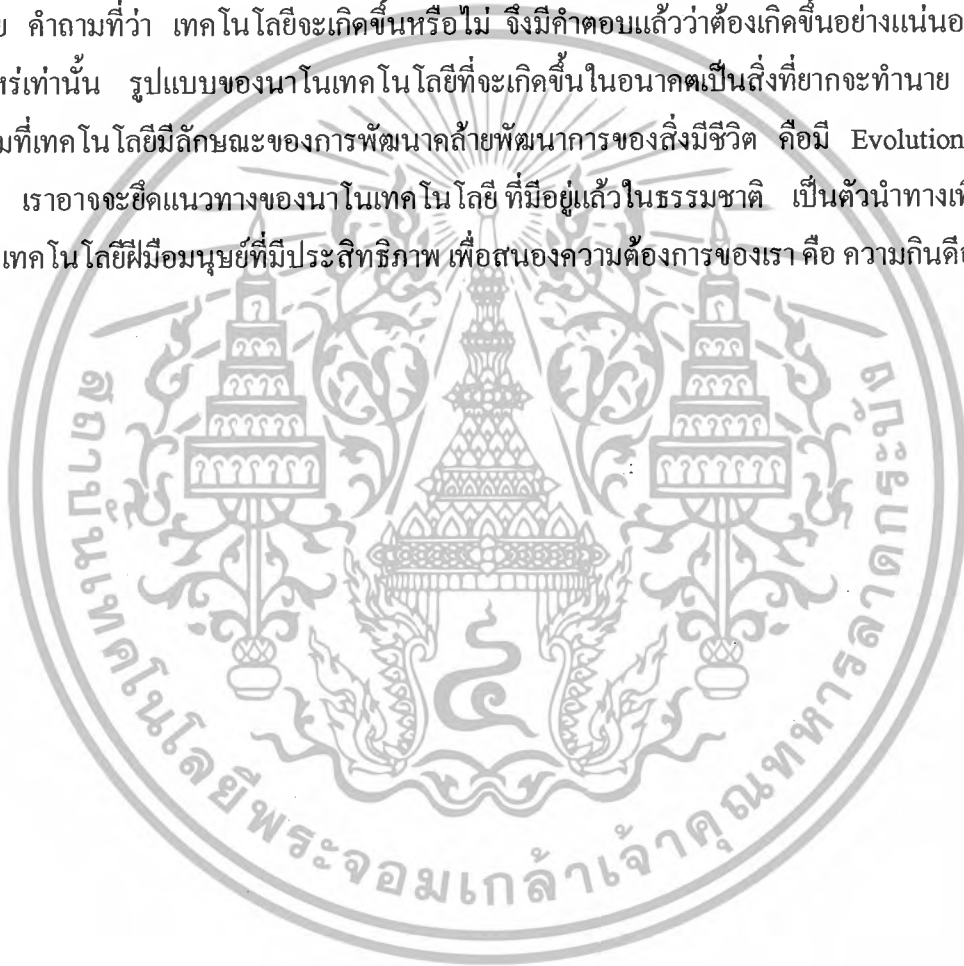 ย คำถามที่ว่า เทคโนโลยีจะเกิดขึ้นหรือไม่ จึงมีคำตอบแล้วว่าต้องเกิดขึ้นอย่างแน่นอ
หร่เท่านั้น รูปแบบของนาโนเทคโนโลยีที่จะเกิดขึ้นในอนาคตเป็นสิ่งที่ยากจะทำนาย
มที่เทคโนโลยีมีลักษณะของการพัฒนาคล้ายพัฒนาการของสิ่งมีชีวิต คือมี Evolution
เราอาจจะยึดแนวทางของนาโนเทคโนโลยี ที่มีอยู่แล้วในธรรมชาติ เป็นตัวนำทางเพื
เทคโนโลยีฝีมือมนุษย์ที่มีประสิทธิภาพ เพื่อสนองความต้องการของเรา คือ ความกินดีอ
สถาบันเทคโนโลยีพระจอมเกล้าเจ้าคุณทหารลาดกระบัง
๔